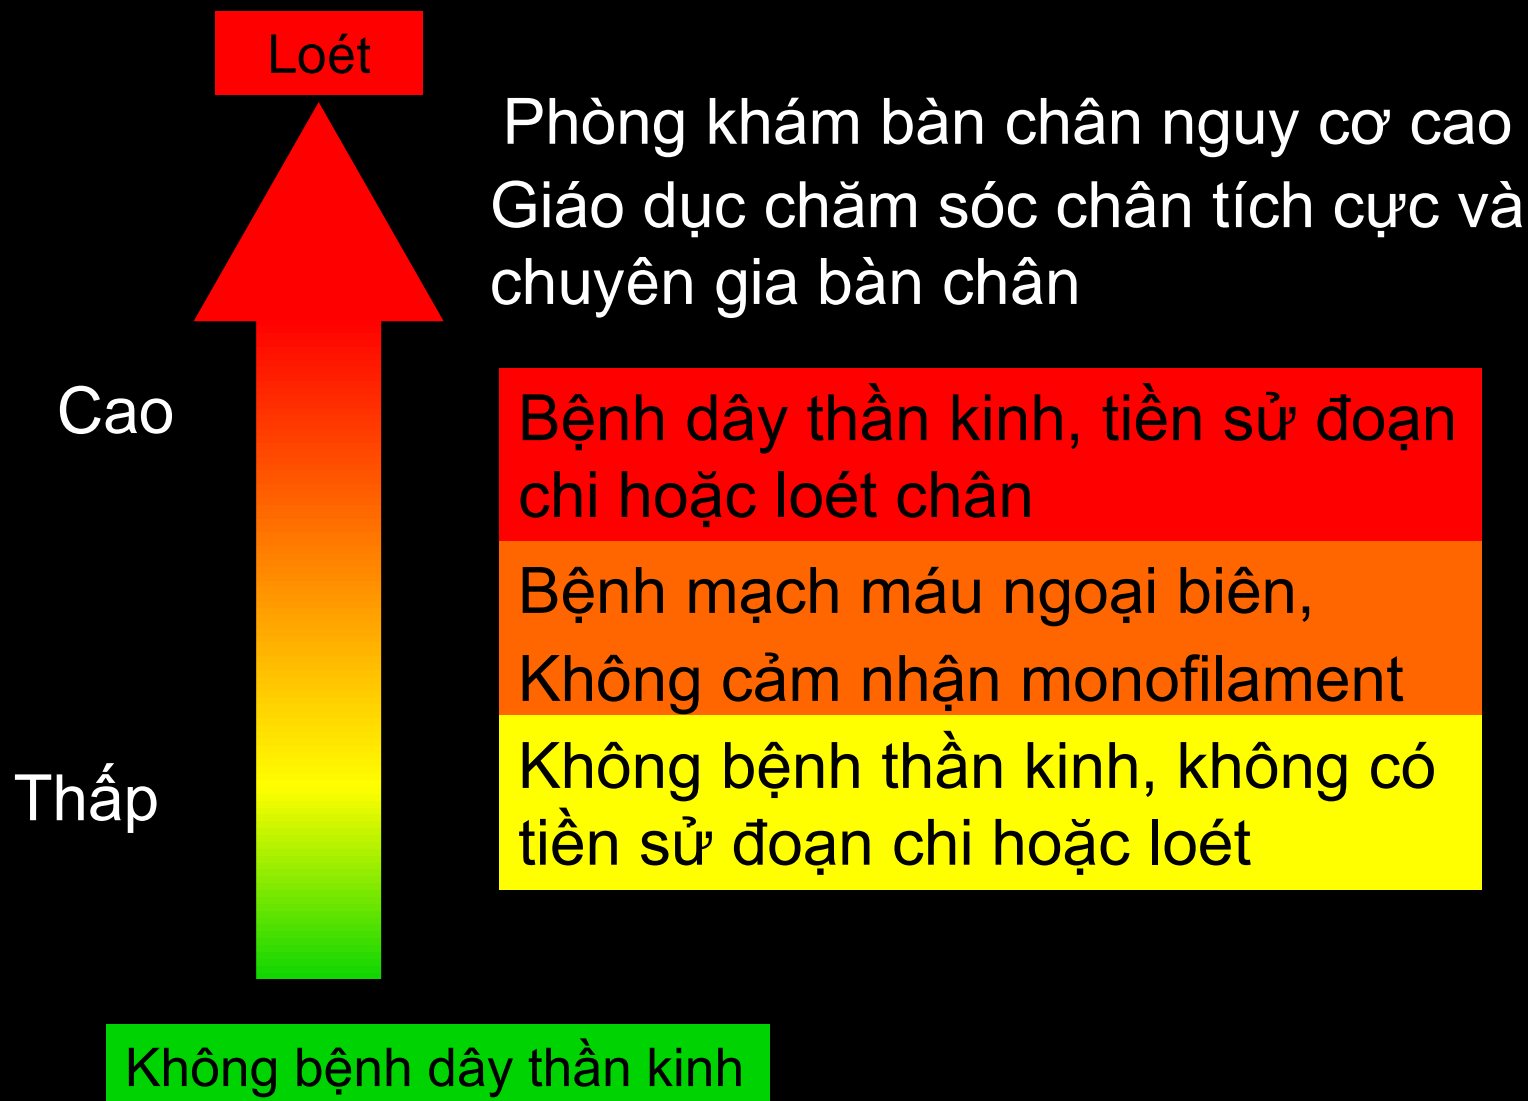 Loét
Phòng khám bàn chân nguy cơ cao
Giáo dục chăm sóc chân tích cực và
chuyên gia bàn chân
Cao
Bệnh dây thần kinh, tiền sử đoạn
chi hoặc loét chân
Bệnh mạch máu ngoại biên,
Không cảm nhận monofilament
Thấp
Không bệnh thần kinh, không có
tiền sử đoạn chi hoặc loét
Không bệnh dây thần kinh